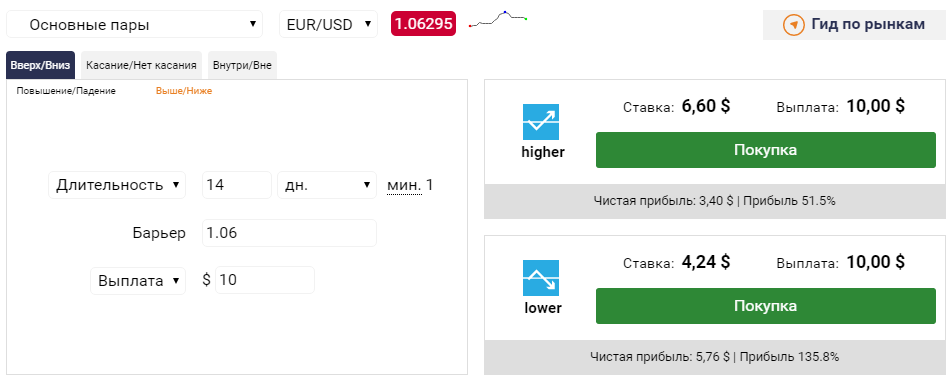 Основные пары EUR/USD 1.06295 Гид по рынкам
Вверх/Вниз Касание/Нет касания Внутри/Вне
Повышение/Падение Выше/Ниже
Длительность 14 дн. мин. 1
Барьер 1.06
Выплата $ 10
Ставка: 6,60 $ Выплата: 10,00 $
higher Покупка
Чистая прибыль: 3,40 $ | Прибыль 51.5%
Ставка: 4,24 $ Выплата: 10,00 $
lower Покупка
Чистая прибыль: 5,76 $ | Прибыль 135.8%